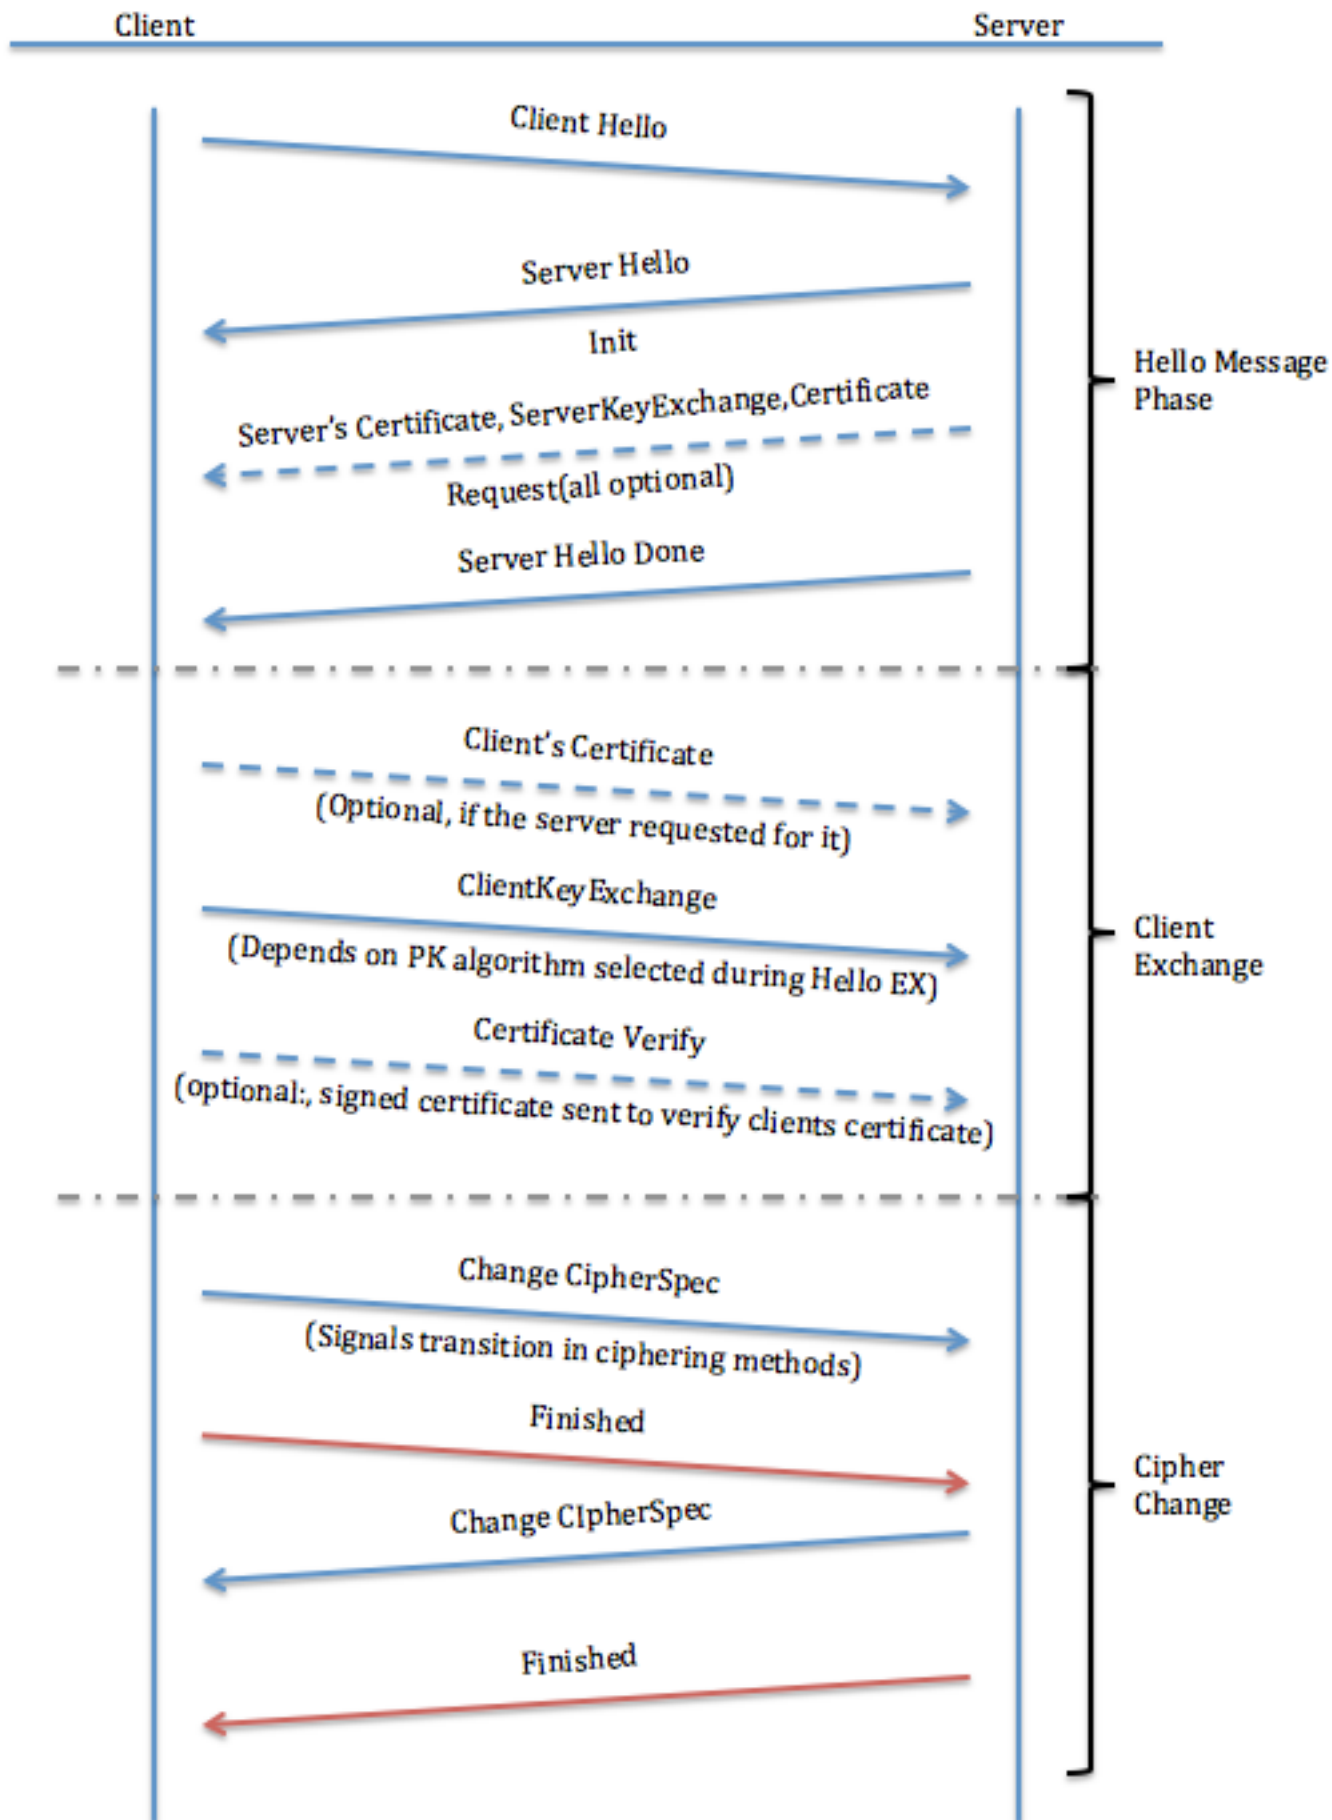 Client
Server
Client Hello
Server Hello
Init
Server's Certificate, ServerKeyExchange,Certificate
Request(all optional)
Server Hello Done
Hello Message
Phase
Client's Certificate
(Optional, if the server requested for it)
ClientKeyExchange
(Depends on PK algorithm selected during Hello EX)
Certificate Verify
(optional:, signed certificate sent to verify clients certificate)
Client
Exchange
Change CipherSpec
(Signals transition in ciphering methods)
Finished
Change CIpherSpec
Finished
Cipher
Change